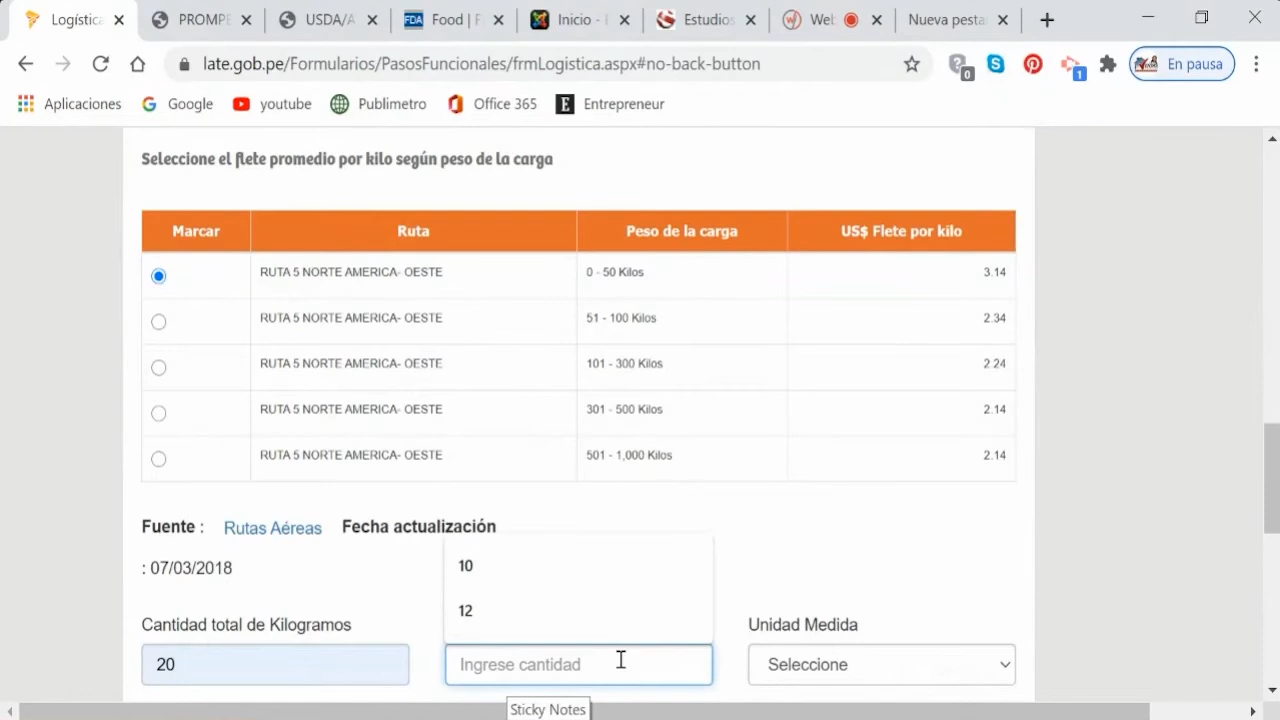 Logística
PROMPE
USDA/A
FDA Food | F
Inicio - I
Estudio
Web
Nueva pesta
late.gob.pe/Formularios/PasosFuncionales/frmLogistica.aspx#no-back-button
0
1
En pausa
Aplicaciones
Google
youtube
Publimetro
Office 365
E Entrepreneur
Seleccione el flete promedio por kilo según peso de la carga
Marcar Ruta Peso de la carga US$ Flete por kilo
RUTA 5 NORTE AMERICA- OESTE 0 - 50 Kilos 3.14
RUTA 5 NORTE AMERICA- OESTE 51 - 100 Kilos 2.34
RUTA 5 NORTE AMERICA- OESTE 101 - 300 Kilos 2.24
RUTA 5 NORTE AMERICA- OESTE 301 - 500 Kilos 2.14
RUTA 5 NORTE AMERICA- OESTE 501 - 1,000 Kilos 2.14
Fuente : Rutas Aéreas Fecha actualización
: 07/03/2018
10
12
Cantidad total de Kilogramos
Unidad Medida
20
Ingrese cantidad
Seleccione
Sticky Notes